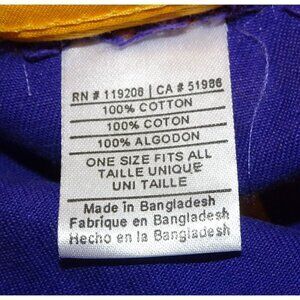 RN # 119208 | CA # 51986
100% COTTON
100% COTON
100% ALGODON
ONE SIZE FITS ALL
TAILLE UNIQUE
UNI TAILLE
Made in Bangladesh
Fabrique en Bangladesh
Hecho en la Bangladesh